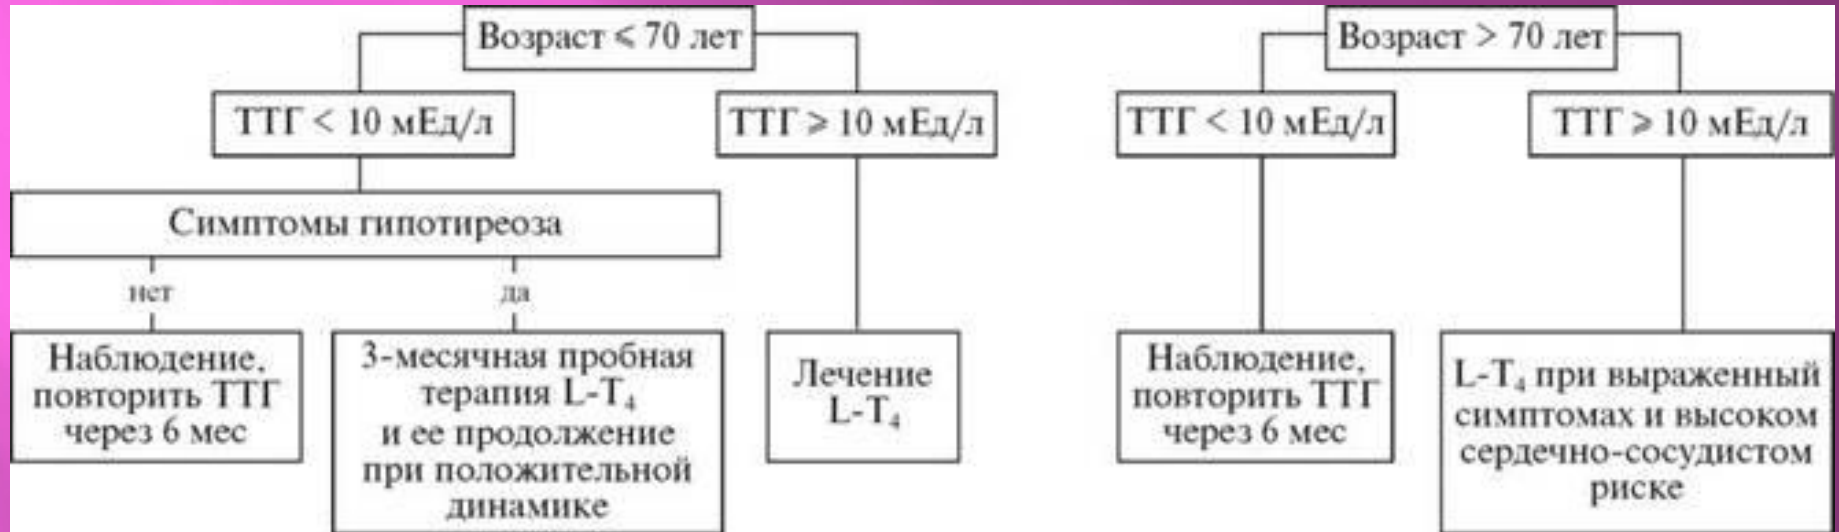 Возраст ⩽ 70 лет
ТТГ < 10 мЕд/л
ТТГ ⩾ 10 мЕд/л
Симптомы гипотиреоза
нет
да
Наблюдение,
повторить ТТГ
через 6 мес
3-месячная пробная
терапия L-T₄
и ее продолжение
при положительной
динамике
Лечение
L-T₄
Возраст > 70 лет
ТТГ < 10 мЕд/л
ТТГ ⩾ 10 мЕд/л
Наблюдение,
повторить ТТГ
через 6 мес
L-T₄ при выраженный
симптомах и высоком
сердечно-сосудистом
риске